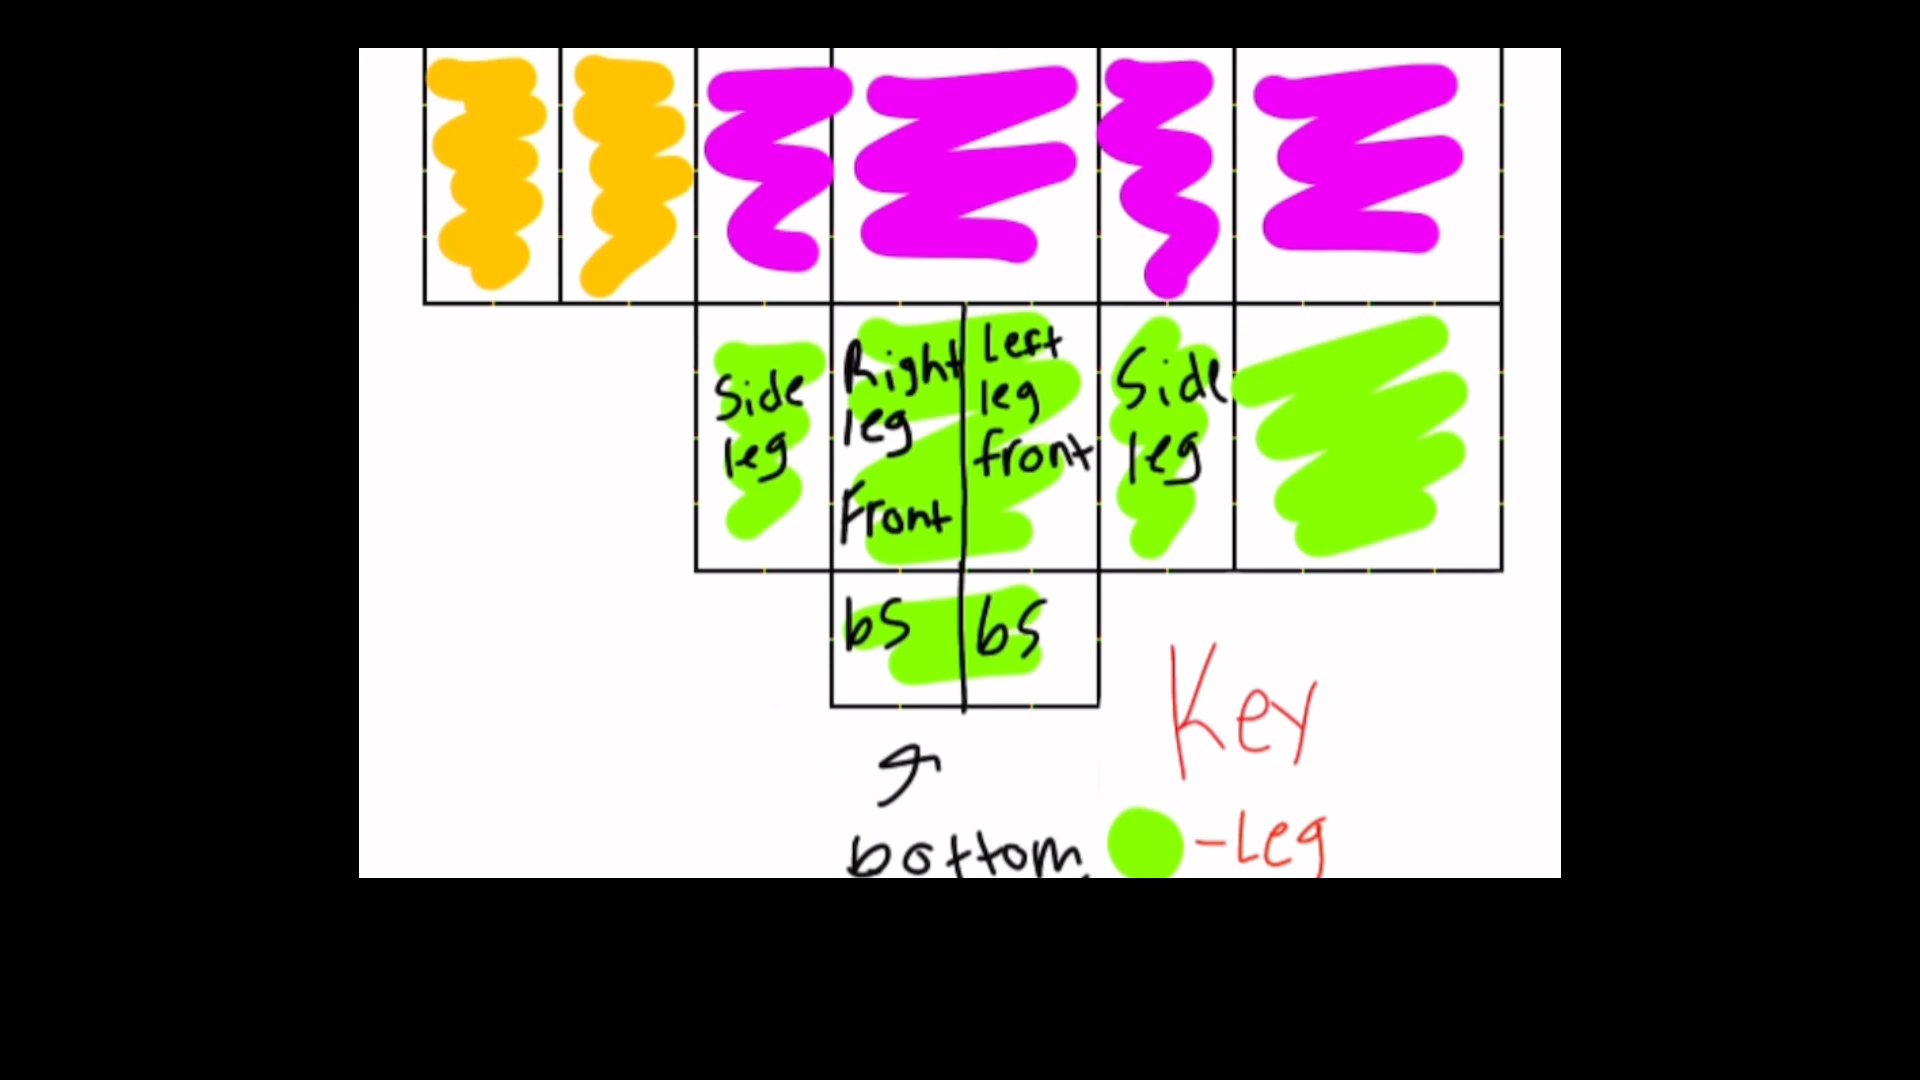 Side
leg
Right
leg
Front
left
leg
front
Side
leg
bS
bS
Key
bottom
-Leg